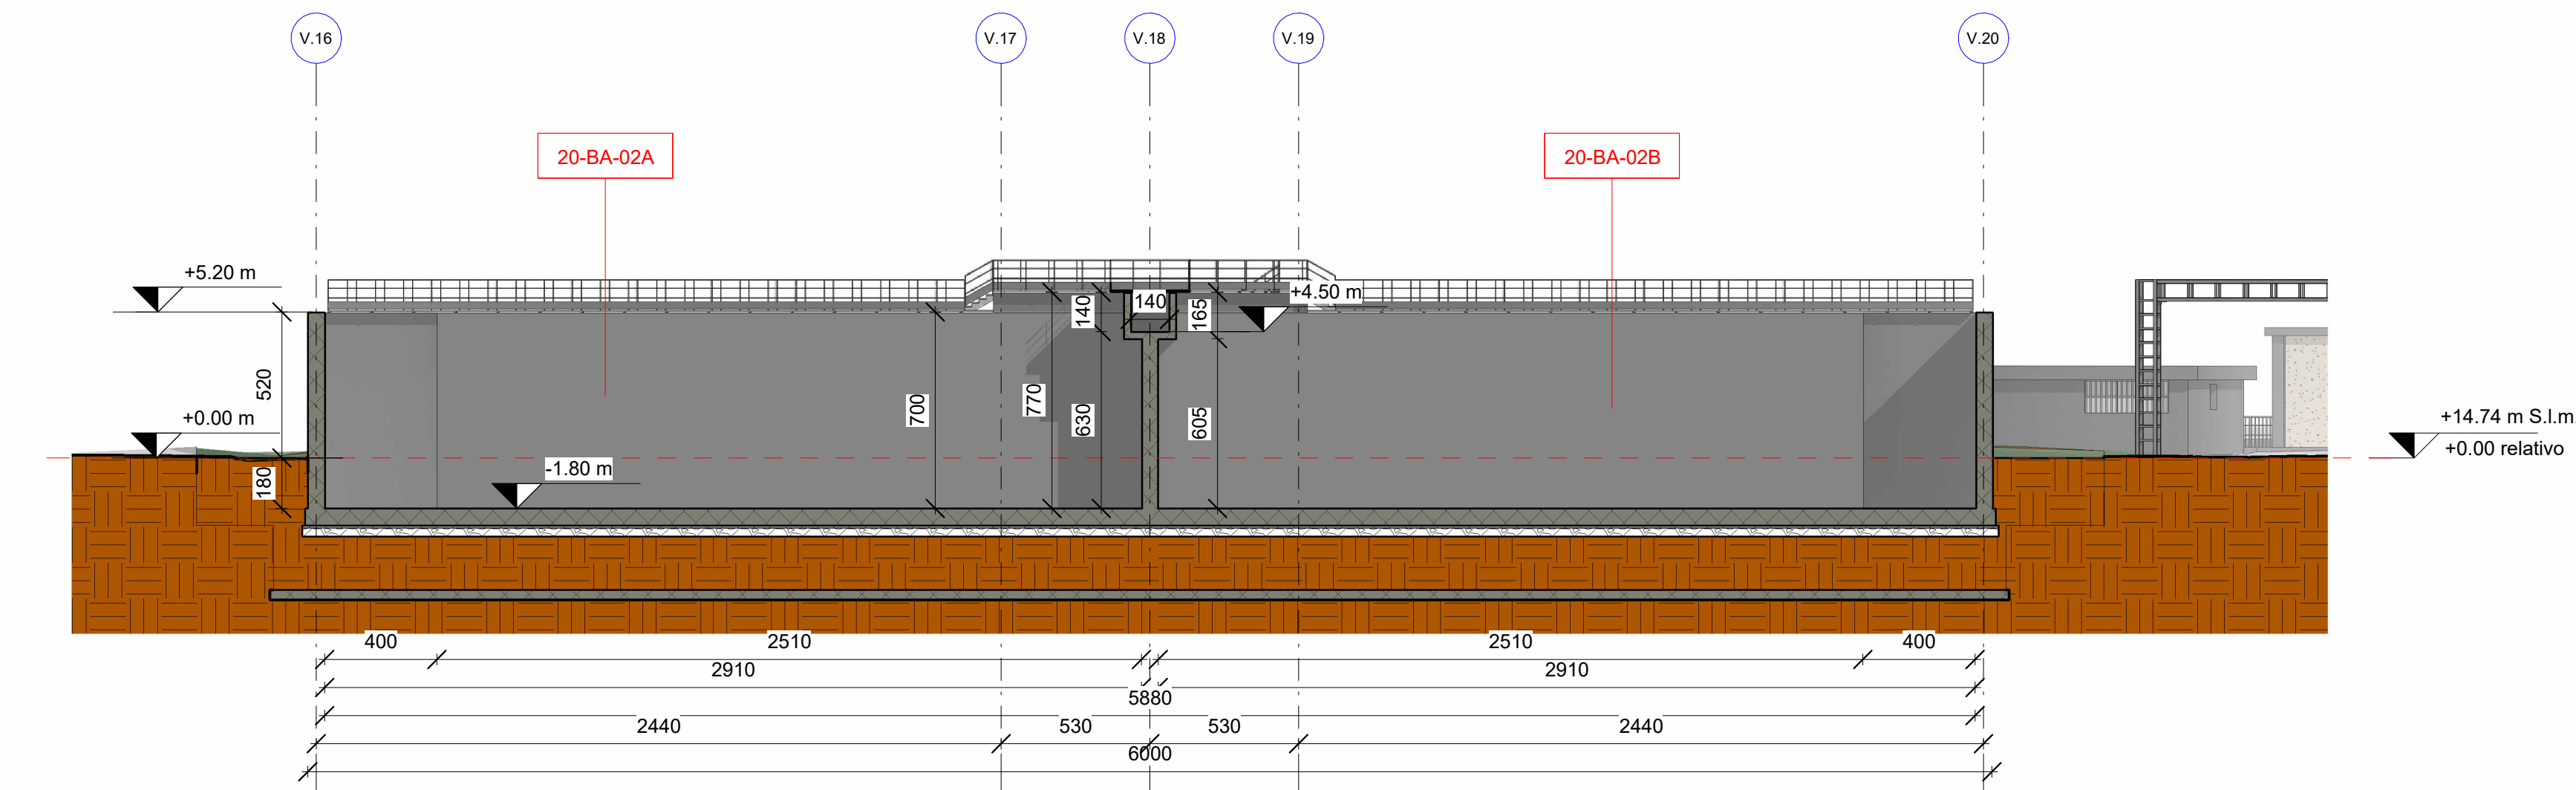 V.16
V.17
V.18
V.19
V.20
20-BA-02A
20-BA-02B
+5.20 m
+4.50 m
140
140
165
520
700
770
630
605
+0.00 m
+14.74 m S.l.m
+0.00 relativo
-1.80 m
180
400
2510
2510
400
2910
2910
5880
2440
530
530
2440
6000